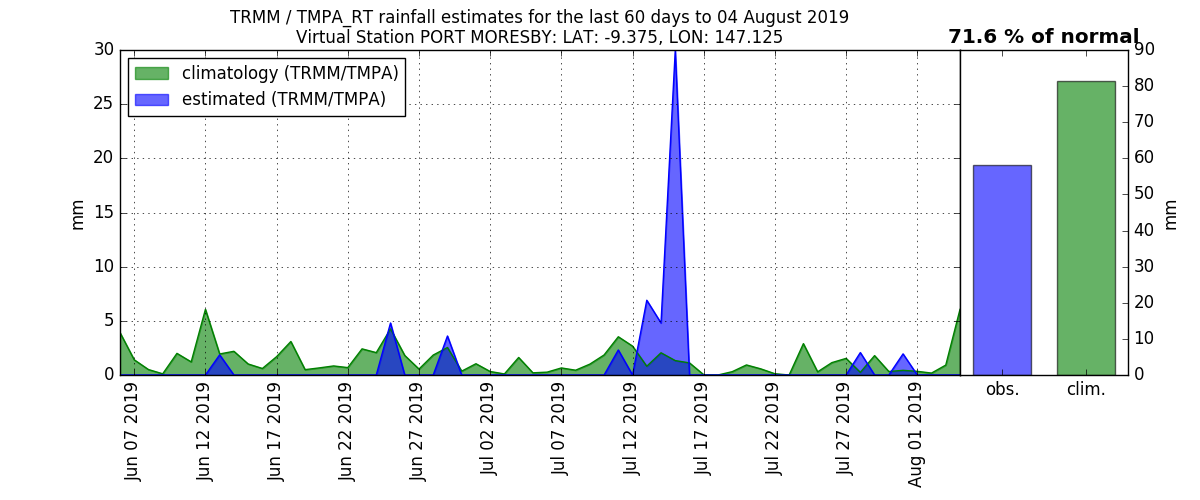 TRMM / TMPA_RT rainfall estimates for the last 60 days to 04 August 2019
Virtual Station PORT MORESBY: LAT: -9.375, LON: 147.125
71.6 % of normal
climatology (TRMM/TMPA)
estimated (TRMM/TMPA)
30
25
20
15
10
5
0
mm
Jun 07 2019
Jun 12 2019
Jun 17 2019
Jun 22 2019
Jun 27 2019
Jul 02 2019
Jul 07 2019
Jul 12 2019
Jul 17 2019
Jul 22 2019
Jul 27 2019
Aug 01 2019
obs.
clim.
90
80
70
60
50
40
30
20
10
0
mm